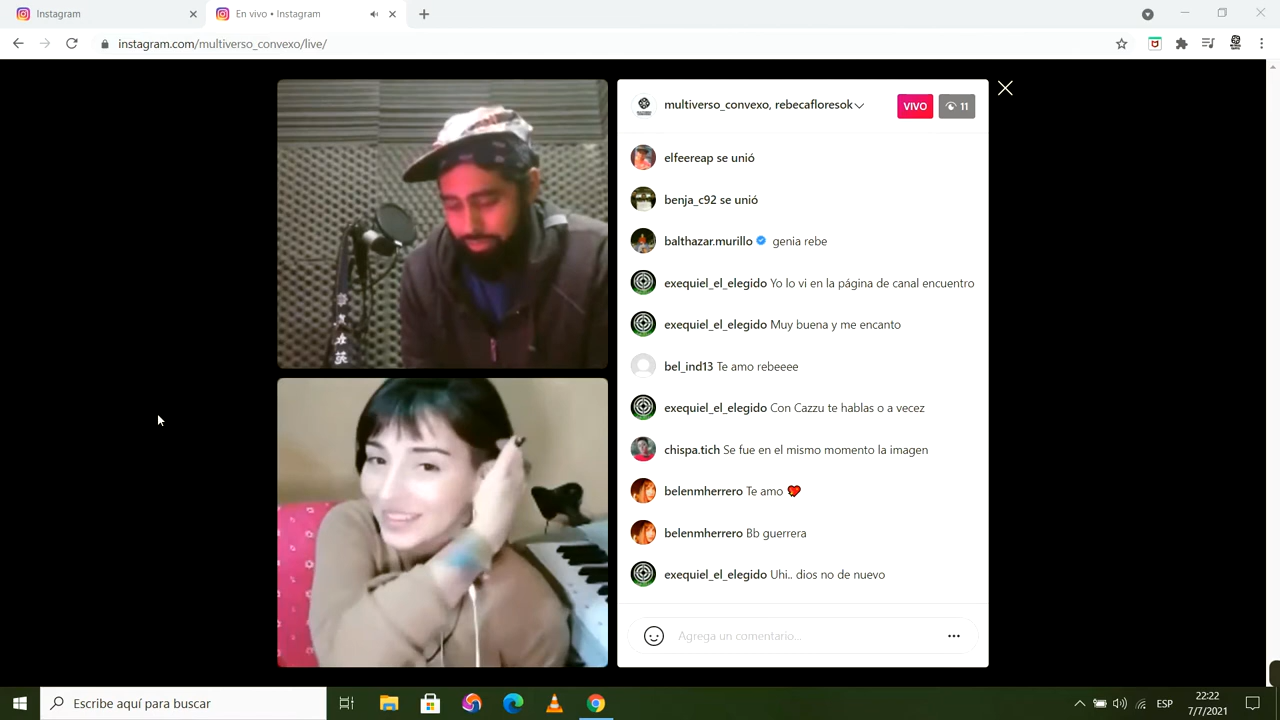 Instagram
En vivo • Instagram
instagram.com/multiverso_convexo/live/
multiverso_convexo, rebecafloresok
VIVO
11
elfeereap se unió
benja_c92 se unió
balthazar.murillo genia rebe
exequiel_el_elegido Yo lo vi en la página de canal encuentro
exequiel_el_elegido Muy buena y me encanto
bel_ind13 Te amo rebeeee
exequiel_el_elegido Con Cazzu te hablas o a vecez
chispa.tich Se fue en el mismo momento la imagen
belenmherrero Te amo 💘
belenmherrero Bb guerrera
exequiel_el_elegido Uhi.. dios no de nuevo
Agrega un comentario...
Escribe aquí para buscar
ESP
22:22
7/7/2021